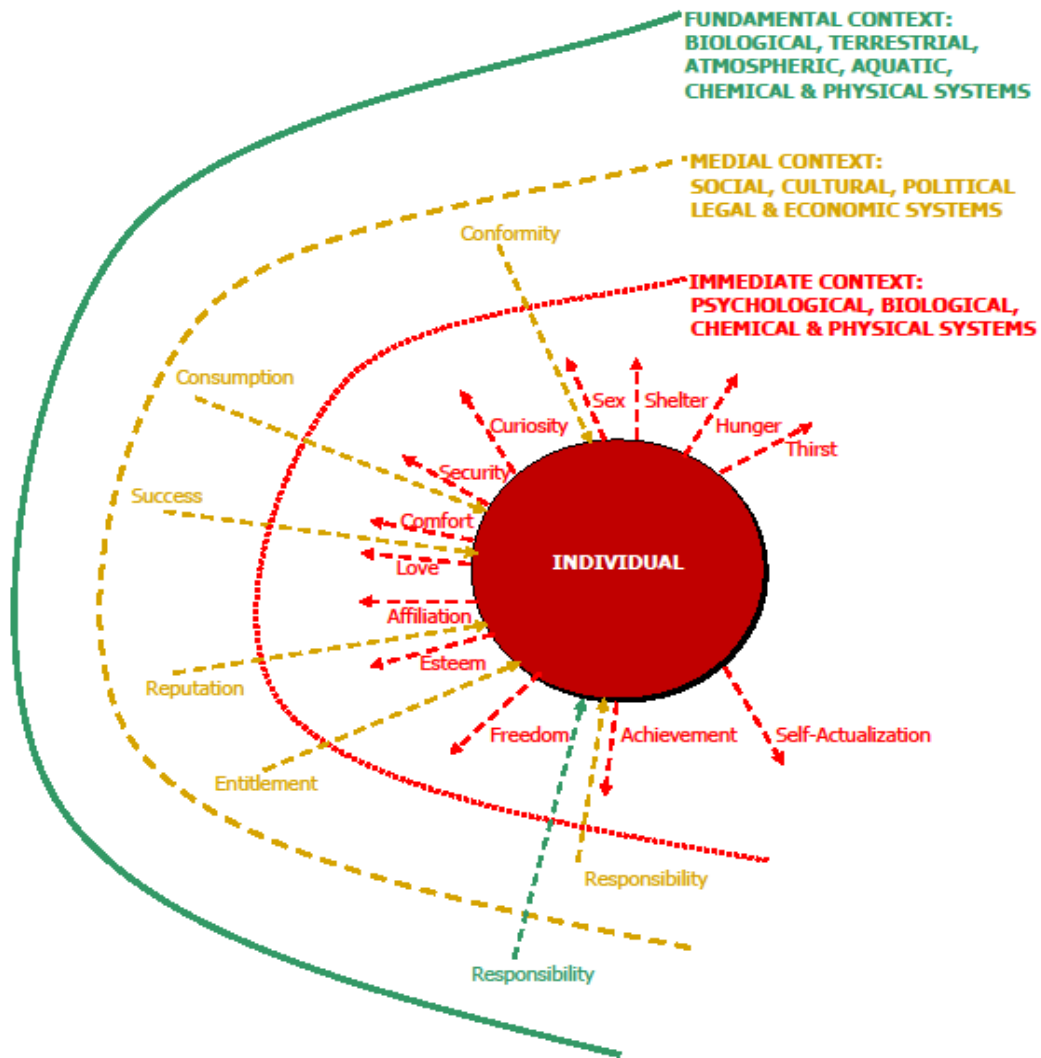 FUNDAMENTAL CONTEXT:
BIOLOGICAL, TERRESTRIAL,
ATMOSPHERIC, AQUATIC,
CHEMICAL & PHYSICAL SYSTEMS
MEDIAL CONTEXT:
SOCIAL, CULTURAL, POLITICAL
LEGAL & ECONOMIC SYSTEMS
Conformity
IMMEDIATE CONTEXT:
PSYCHOLOGICAL, BIOLOGICAL,
CHEMICAL & PHYSICAL SYSTEMS
Consumption
Sex
Shelter
Curiosity
Hunger
Thirst
Security
Success
Comfort
INDIVIDUAL
Love
Affiliation
Esteem
Reputation
Freedom
Achievement
Self-Actualization
Entitlement
Responsibility
Responsibility